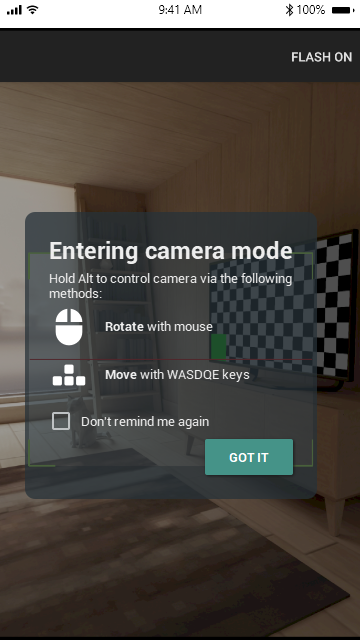 9:41 AM
100%
FLASH ON
Entering camera mode
Hold Alt to control camera via the following
methods:
Rotate with mouse
Move with WASDQE keys
Don't remind me again
GOT IT